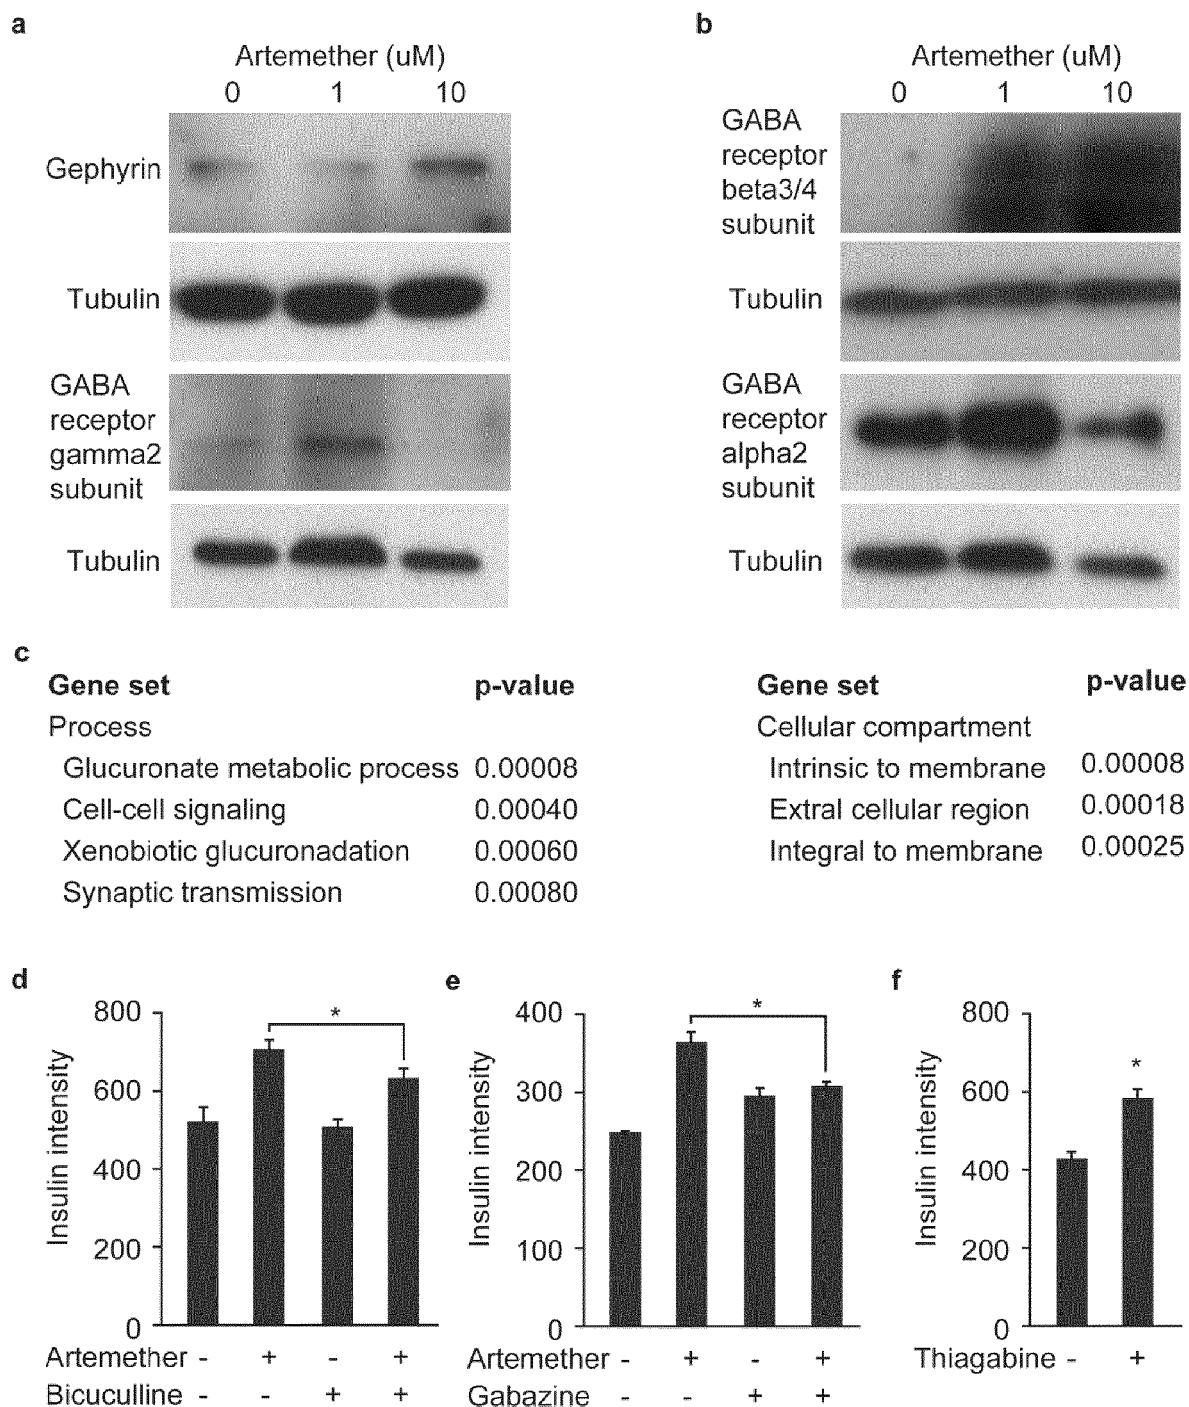 a
Artemether (uM)
0 1 10
Gephyrin
Tubulin
GABA
receptor
gamma2
subunit
Tubulin
b
Artemether (uM)
0 1 10
GABA
receptor
beta3/4
subunit
Tubulin
GABA
receptor
alpha2
subunit
Tubulin
c
Gene set p-value
Process
Glucuronate metabolic process 0.00008
Cell-cell signaling 0.00040
Xenobiotic glucuronadation 0.00060
Synaptic transmission 0.00080
Gene set p-value
Cellular compartment
Intrinsic to membrane 0.00008
Extral cellular region 0.00018
Integral to membrane 0.00025
d
Insulin intensity
800
600
400
200
0
*
Artemether - + - +
Bicuculline - - + +
e
Insulin intensity
400
300
200
100
0
*
Artemether - + - +
Gabazine - - + +
f
Insulin intensity
800
600
400
200
0
*
Thiagabine - +